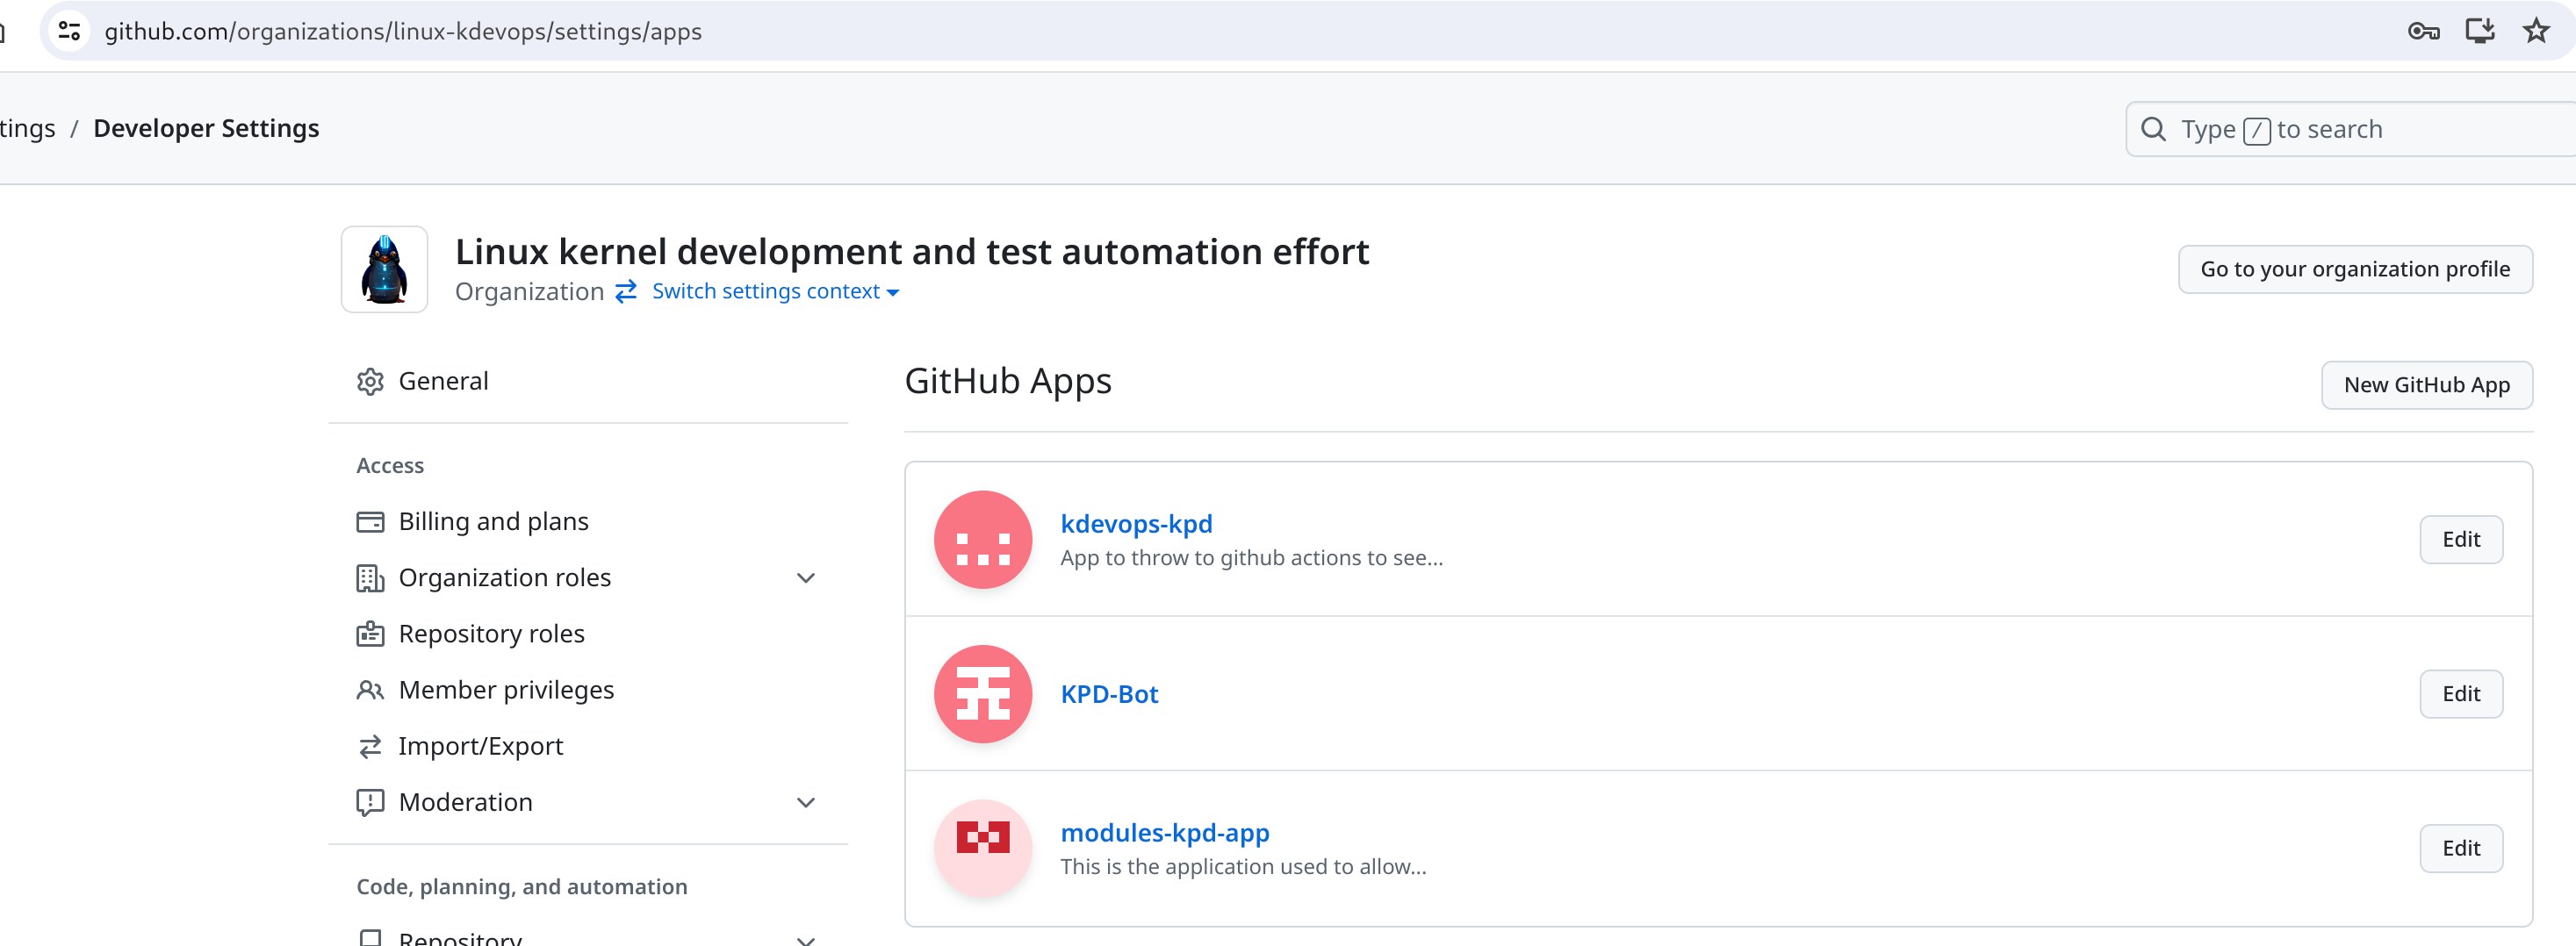 github.com/organizations/linux-kdevops/settings/apps
tings / Developer Settings
Type / to search
Linux kernel development and test automation effort
Organization Switch settings context
Go to your organization profile
General
Access
Billing and plans
Organization roles
Repository roles
Member privileges
Import/Export
Moderation
Code, planning, and automation
Repository
GitHub Apps
New GitHub App
kdevops-kpd
App to throw to github actions to see...
Edit
KPD-Bot
Edit
modules-kpd-app
This is the application used to allow...
Edit